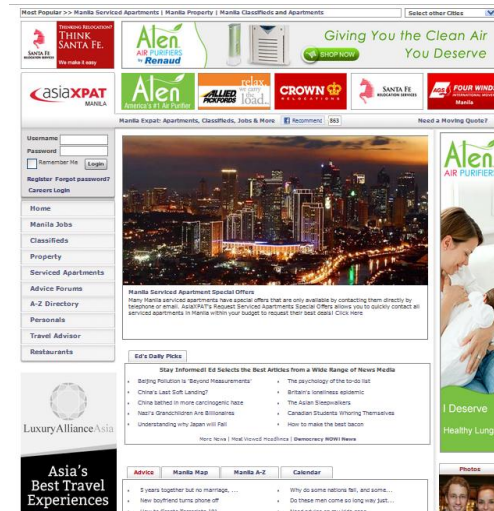 Most Popular >> Manila Serviced Apartments | Manila Property | Manila Classifieds and Apartments
Select other Cities
THINKING RELOCATION?
THINK
SANTA FE.
SANTA FE
RELOCATION SERVICES
We make it easy
Alen
AIR PURIFIERS
by Renaud
Giving You the Clean Air
SHOP NOW
You Deserve
asiaXPAT
MANILA
Alen
America's #1 Air Purifier
ALLIED
PICKFORDS
relax
we carry
the
load..
CROWN
RELOCATIONS
SANTA FE
RELOCATION SERVICES
AGS FOUR WINDS
INTERNATIONAL MOVERS
Manila
Manila Expat: Apartments, Classifieds, Jobs & More
Recommend 863
Need a Moving Quote?
Username
Password
Remember Me
Login
Register Forgot password?
Careers Login
Home
Manila Jobs
Classifieds
Property
Serviced Apartments
Advice Forums
A-Z Directory
Personals
Travel Advisor
Restaurants
Manila Serviced Apartment Special Offers
Many Manila serviced apartments have special offers that are only available by contacting them directly by
telephone or email. AsiaXPAT's Request Serviced Apartments Special Offers allows you to quickly contact all
serviced apartments in Manila within your budget to request their best deals! Click Here
Ed's Daily Picks
Stay Informed! Ed Selects the Best Articles from a Wide Range of News Media
Beijing Pollution is 'Beyond Measurements'
China's Last Soft Landing?
China bathed in more carcinogenic haze
Nazi's Grandchildren Are Billionaires
Understanding why Japan will Fail
The psychology of the to-do list
Britain's loneliness epidemic
The Asian Sleepwalkers
Canadian Students Whoring Themselves
How to make the best bacon
More News | Most Viewed Headlines | Democracy NOW! News
Advice
Manila Map
Manila A-Z
Calendar
5 years together but no marriage, ...
New boyfriend turns phone off
Why do some nations fail, and some...
Do these men come so long way just...
LuxuryAllianceAsia
Asia's
Best Travel
Experiences
Alen
AIR PURIFIERS
I Deserve
Healthy Lung
Photos